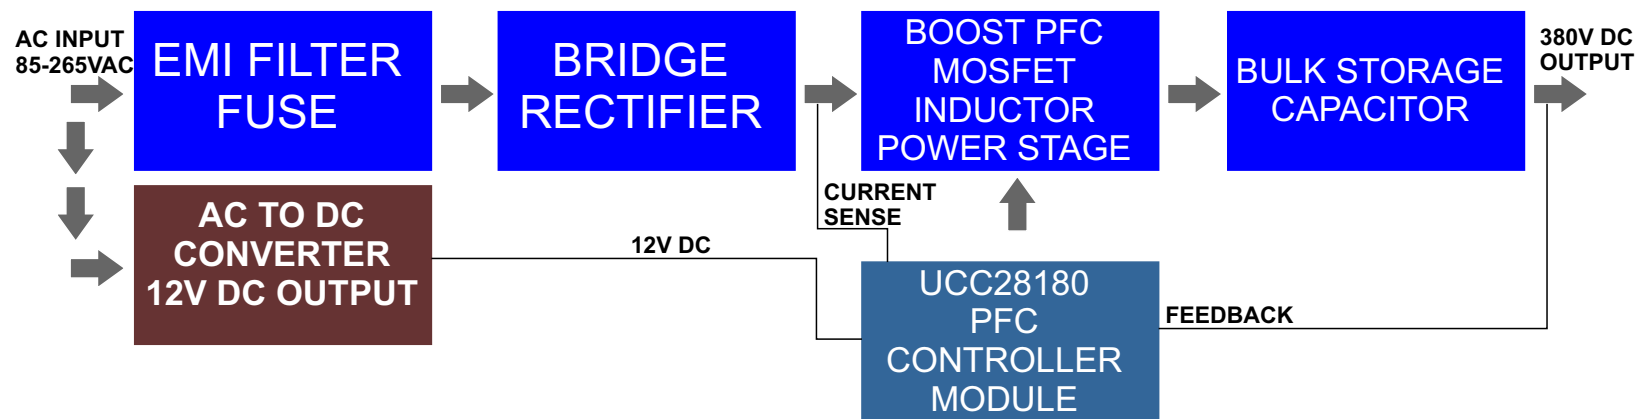 AC INPUT
85-265VAC
EMI FILTER
FUSE
BRIDGE
RECTIFIER
BOOST PFC
MOSFET
INDUCTOR
POWER STAGE
BULK STORAGE
CAPACITOR
380V DC
OUTPUT
AC TO DC
CONVERTER
12V DC OUTPUT
12V DC
CURRENT
SENSE
UCC28180
PFC
CONTROLLER
MODULE
FEEDBACK